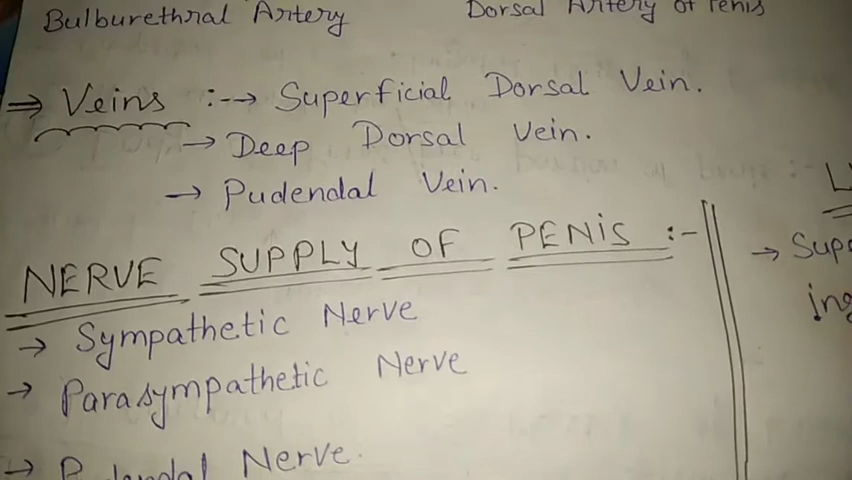 Bulburethral Artery Dorsal Artery of Penis
⇒ Veins :-→ Superficial Dorsal Vein.
→ Deep Dorsal Vein.
→ Pudendal Vein.
NERVE SUPPLY OF PENIS :-
→ Sympathetic Nerve
→ Parasympathetic Nerve
→ Pudendal Nerve.